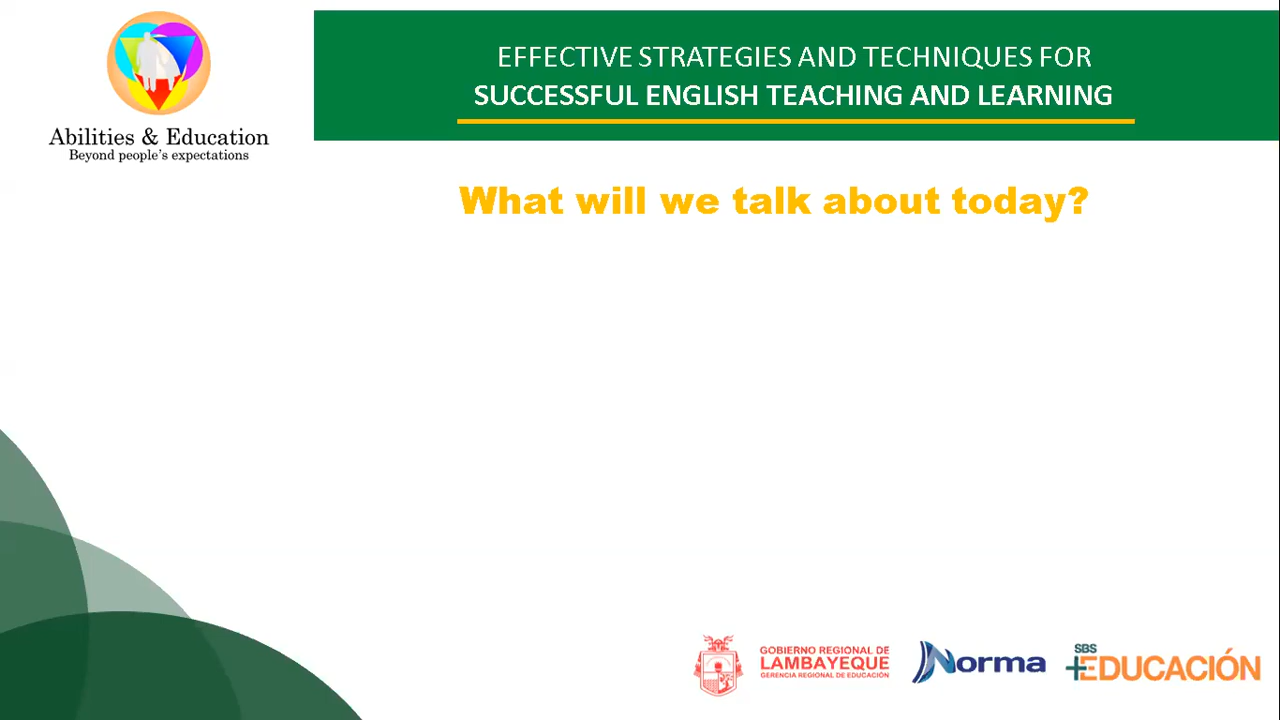 Abilities & Education
Beyond people's expectations
EFFECTIVE STRATEGIES AND TECHNIQUES FOR
SUCCESSFUL ENGLISH TEACHING AND LEARNING
What will we talk about today?
GOBIERNO REGIONAL DE
LAMBAYEQUE
GERENCIA REGIONAL DE EDUCACIÓN
Norma
SBS
EDUCACIÓN